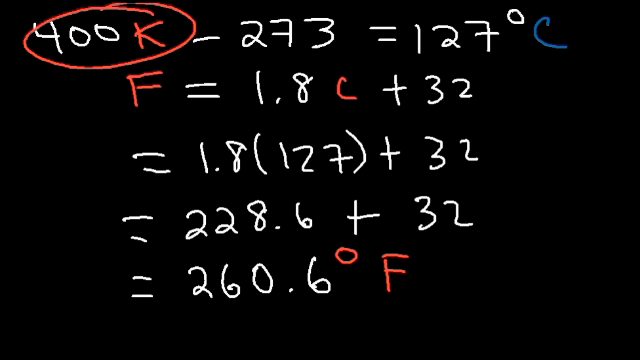 400 K - 273 = 127° C
F = 1.8 C + 32
= 1.8(127) + 32
= 228.6 + 32
= 260.6° F